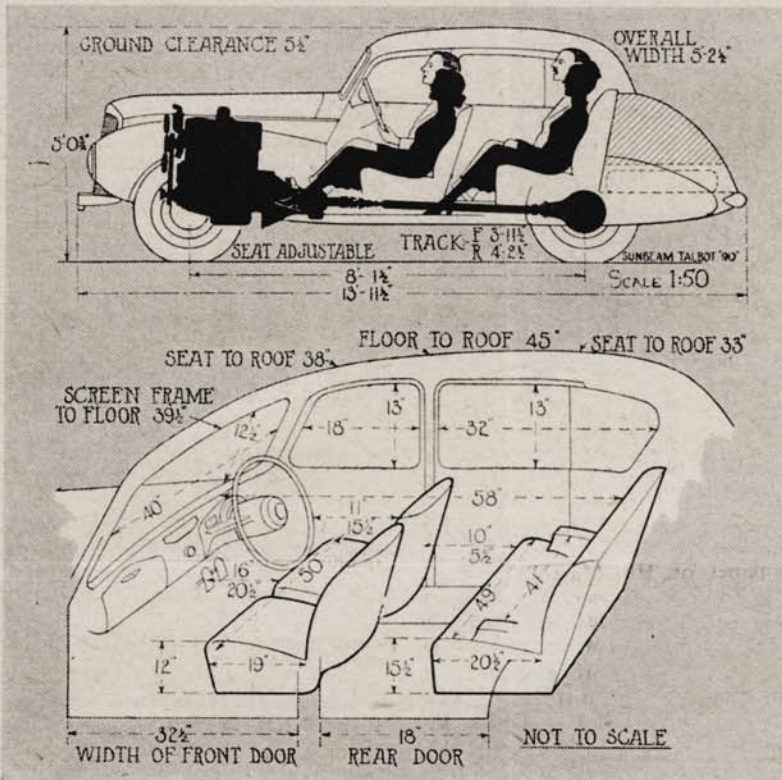 GROUND CLEARANCE 5½"
OVERALL
WIDTH 5'-2½"
5'0¾"
SEAT ADJUSTABLE
TRACK:- F 3-11½"
R 4'-2½"
SUNBEAM TALBOT "90"
8'- 1½"
SCALE 1:50
13'-11½"
FLOOR TO ROOF 45"
SEAT TO ROOF 38"
SEAT TO ROOF 33"
SCREEN FRAME
TO FLOOR 39½"
12½"
18"
13"
32"
13"
40"
58"
11"
15½"
10"
5½"
16"
20½"
50"
49"
41"
12"
19"
15½"
20½"
32½"
18"
WIDTH OF FRONT DOOR
REAR DOOR
NOT TO SCALE